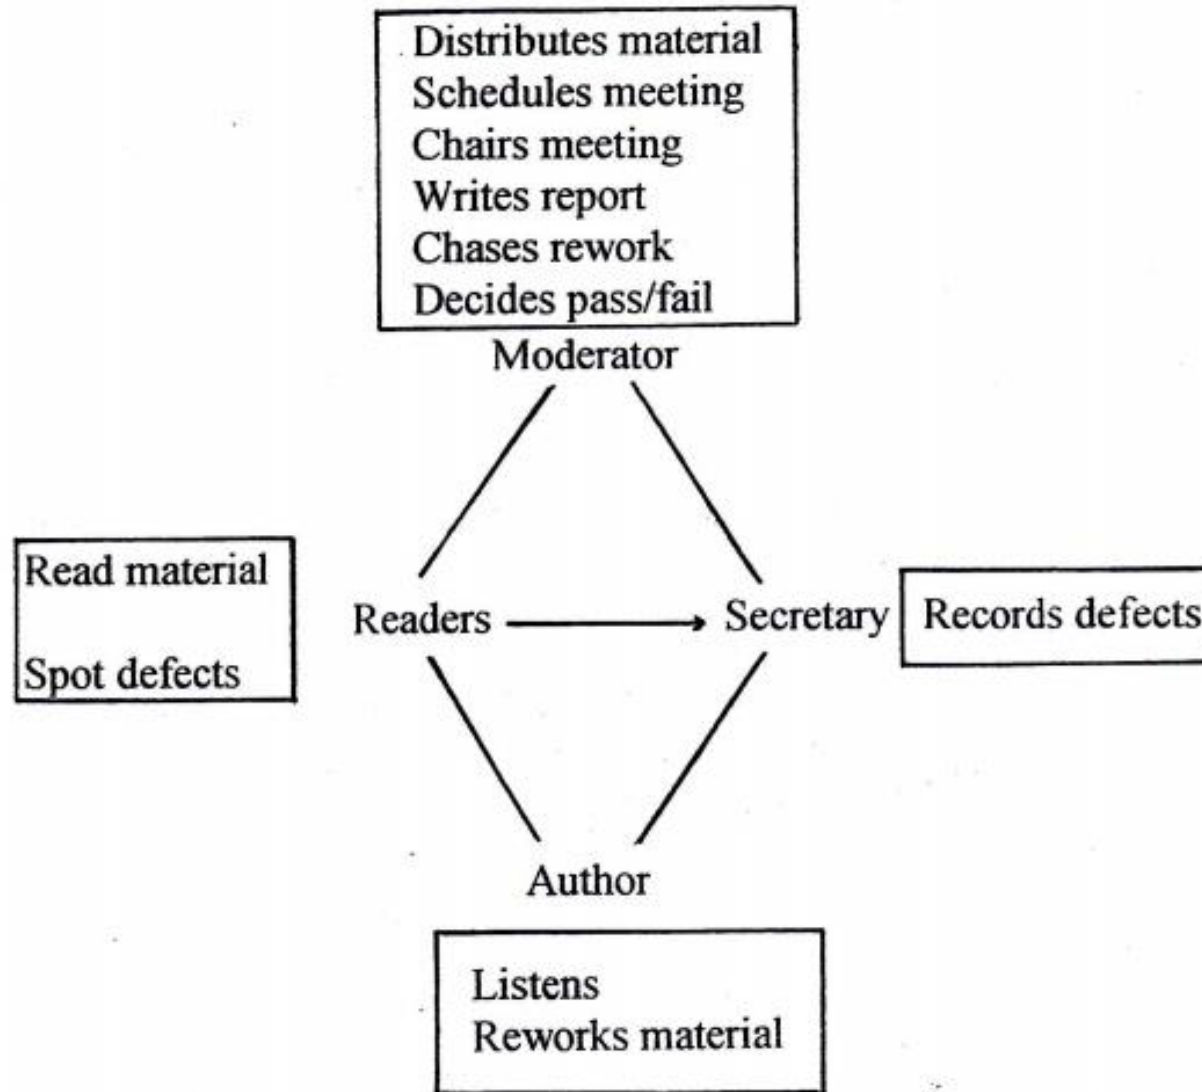 Distributes material
Schedules meeting
Chairs meeting
Writes report
Chases rework
Decides pass/fail
Moderator
Read material
Spot defects
Readers
Secretary
Records defects
Author
Listens
Reworks material